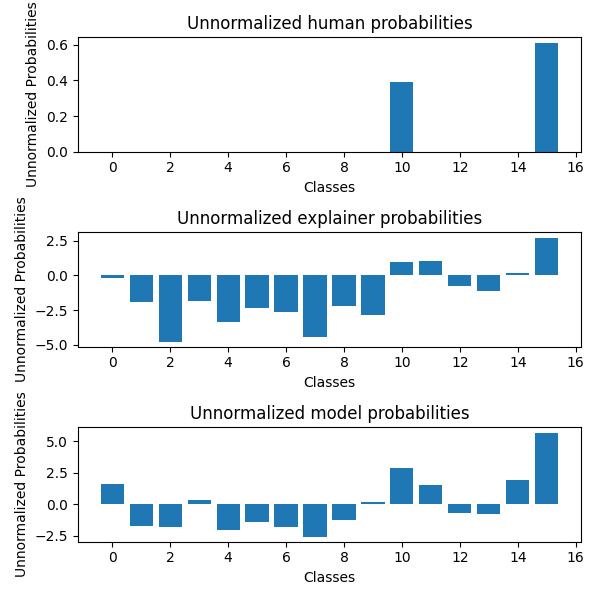 Unnormalized human probabilities
Unnormalized Probabilities
0.6
0.4
0.2
0.0
0 2 4 6 8 10 12 14 16
Classes
Unnormalized explainer probabilities
Unnormalized Probabilities
2.5
0.0
−2.5
−5.0
0 2 4 6 8 10 12 14 16
Classes
Unnormalized model probabilities
Unnormalized Probabilities
5.0
2.5
0.0
−2.5
0 2 4 6 8 10 12 14 16
Classes